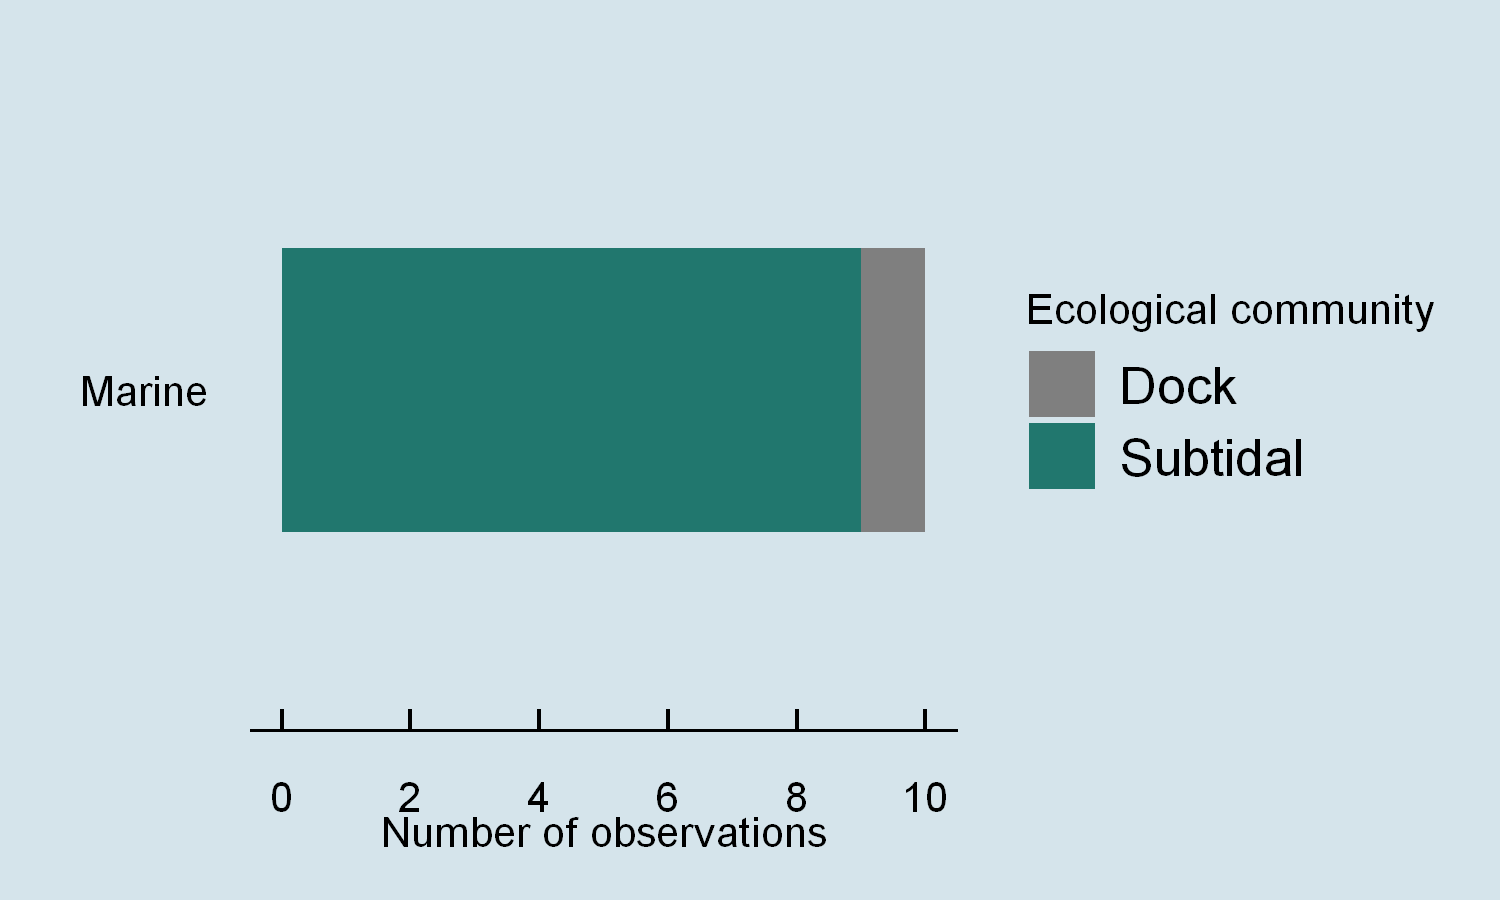 Marine
Ecological community
Dock
Subtidal
0 2 4 6 8 10
Number of observations